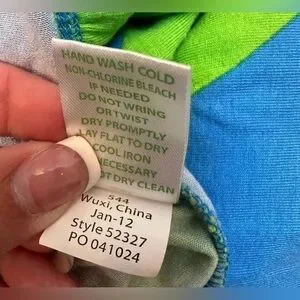 HAND WASH COLD
NON-CHLORINE BLEACH
IF NEEDED
DO NOT WRING
OR TWIST
DRY PROMPTLY
LAY FLAT TO DRY
COOL IRON
NECESSARY
NOT DRY CLEAN
544
Wuxi, China
Jan-12
Style 52327
PO 041024